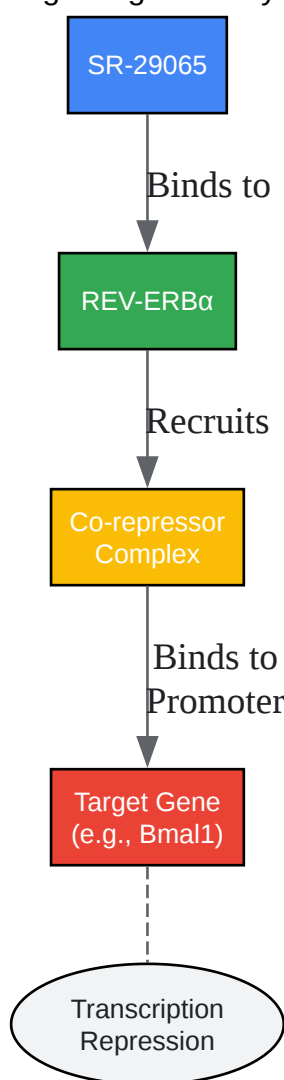 SR-29065
Binds to
REV-ERBα
Recruits
Co-repressor
Complex
Binds to
Promoter
Target Gene
(e.g., Bmal1)
Transcription
Repression